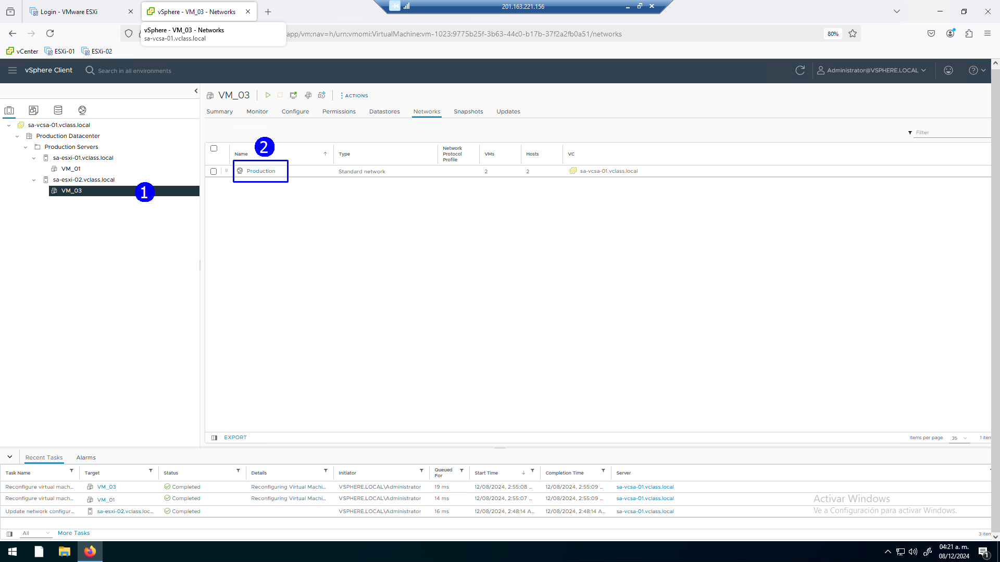 Login - VMware ESXi
vSphere - VM_03 - Networks
201.163.221.156
vSphere - VM_03 - Networks
sa-vcsa-01.vclass.local
app/vm;nav=h/urn:vmomi:VirtualMachine:vm-1023:9775b25f-3b63-44c0-b17b-37f2a2fb0a51/networks
80%
vCenter
ESXi-01
ESXi-02
vSphere Client
Search in all environments
Administrator@VSPHERE.LOCAL
VM_03
ACTIONS
Summary
Monitor
Configure
Permissions
Datastores
Networks
Snapshots
Updates
sa-vcsa-01.vclass.local
Production Datacenter
Production Servers
sa-esxi-01.vclass.local
VM_01
sa-esxi-02.vclass.local
VM_03
1
Filter
2
Name
Type
Network Protocol Profile
VMs
Hosts
VC
Production
Standard network
2
2
sa-vcsa-01.vclass.local
EXPORT
Items per page
35
1 item
Recent Tasks
Alarms
Task Name
Target
Status
Details
Initiator
Queued For
Start Time
Completion Time
Server
Reconfigure virtual mach...
VM_03
Completed
Reconfiguring Virtual Machi...
VSPHERE.LOCAL\Administrator
19 ms
12/08/2024, 2:55:08 ...
12/08/2024, 2:55:09 ...
sa-vcsa-01.vclass.local
Reconfigure virtual mach...
VM_01
Completed
Reconfiguring Virtual Machi...
VSPHERE.LOCAL\Administrator
14 ms
12/08/2024, 2:55:07 ...
12/08/2024, 2:55:09 ...
sa-vcsa-01.vclass.local
Update network configur...
sa-esxi-02.vclass.loc...
Completed
VSPHERE.LOCAL\Administrator
16 ms
12/08/2024, 2:48:14 A...
12/08/2024, 2:48:14 A...
sa-vcsa-01.vclass.local
Activar Windows
Ve a Configuración para activar Windows.
All
More Tasks
3 item
04:21 a. m.
08/12/2024
1